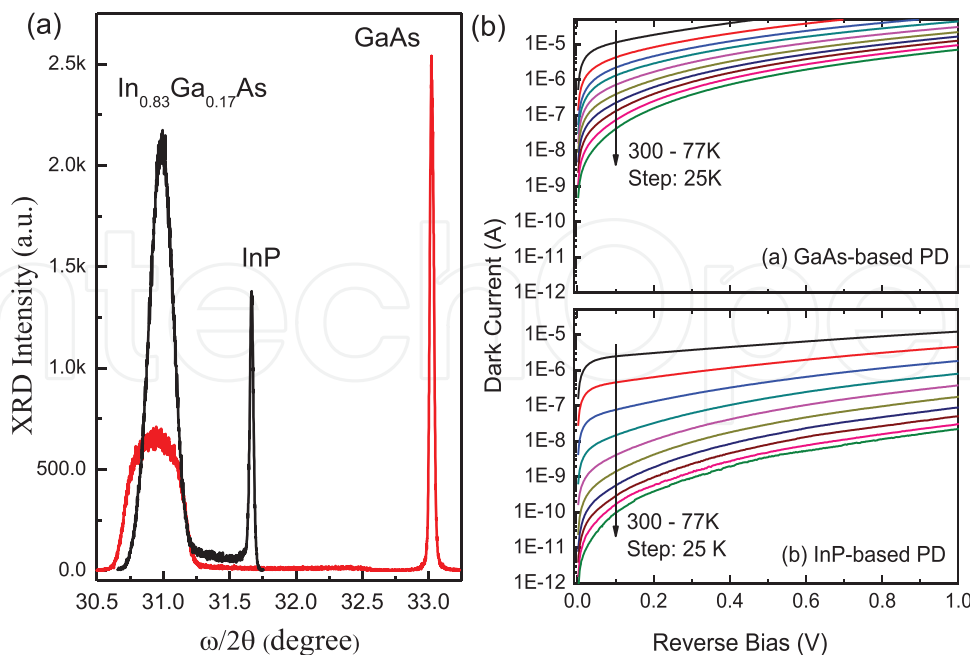 (a)
GaAs
In0.83Ga0.17As
InP
2.5k
2.0k
1.5k
1.0k
500.0
0.0
XRD Intensity (a.u.)
30.5 31.0 31.5 32.0 32.5 33.0
ω/2θ (degree)
(b)
1E-5
1E-6
1E-7
1E-8
1E-9
1E-10
1E-11
1E-12
300 - 77K
Step: 25K
(a) GaAs-based PD
Dark Current (A)
1E-5
1E-6
1E-7
1E-8
1E-9
1E-10
1E-11
1E-12
300 - 77K
Step: 25 K
(b) InP-based PD
0.0 0.2 0.4 0.6 0.8 1.0
Reverse Bias (V)
IntechOpen